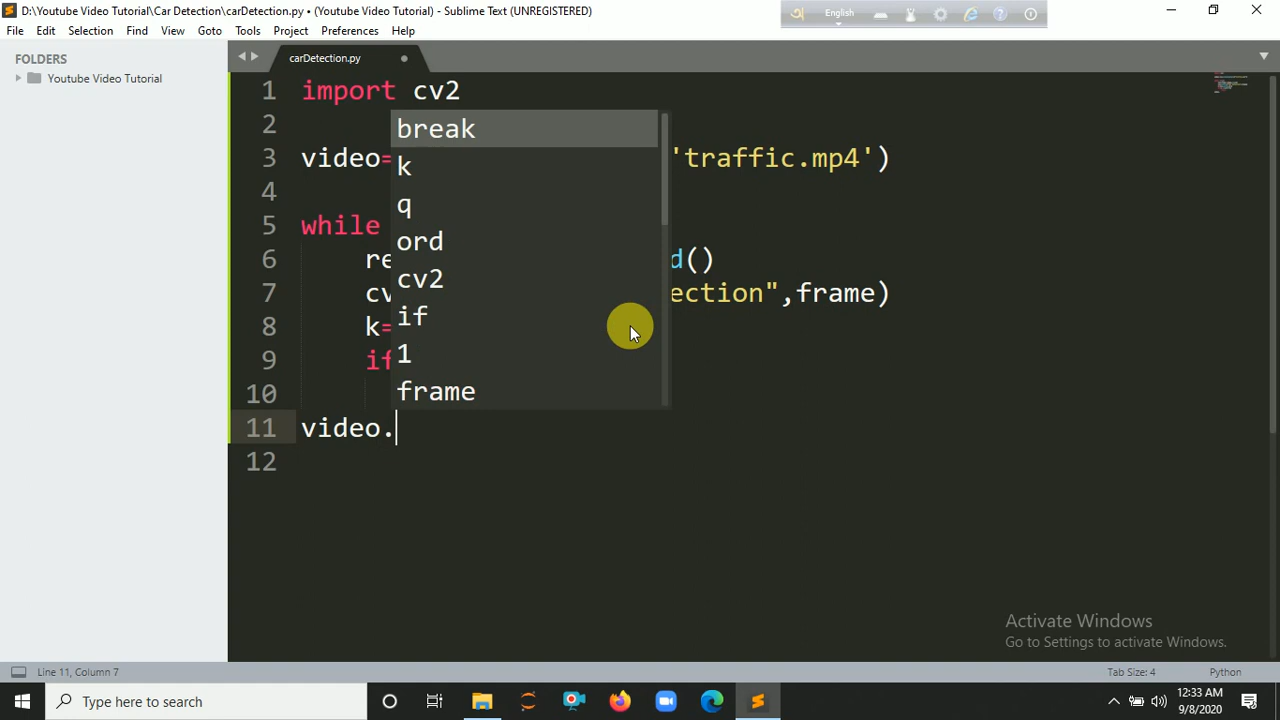 D:\Youtube Video Tutorial\Car Detection\carDetection.py • (Youtube Video Tutorial) - Sublime Text (UNREGISTERED)
English
File Edit Selection Find View Goto Tools Project Preferences Help
FOLDERS
Youtube Video Tutorial
carDetection.py
1 import cv2
2
3 video= 'traffic.mp4')
4
5 while
6 re d()
7 cv ection",frame)
8 k=
9 if
10
11 video.
12
break
k
q
ord
cv2
if
1
frame
Activate Windows
Go to Settings to activate Windows.
Line 11, Column 7
Tab Size: 4
Python
Type here to search
12:33 AM
9/8/2020